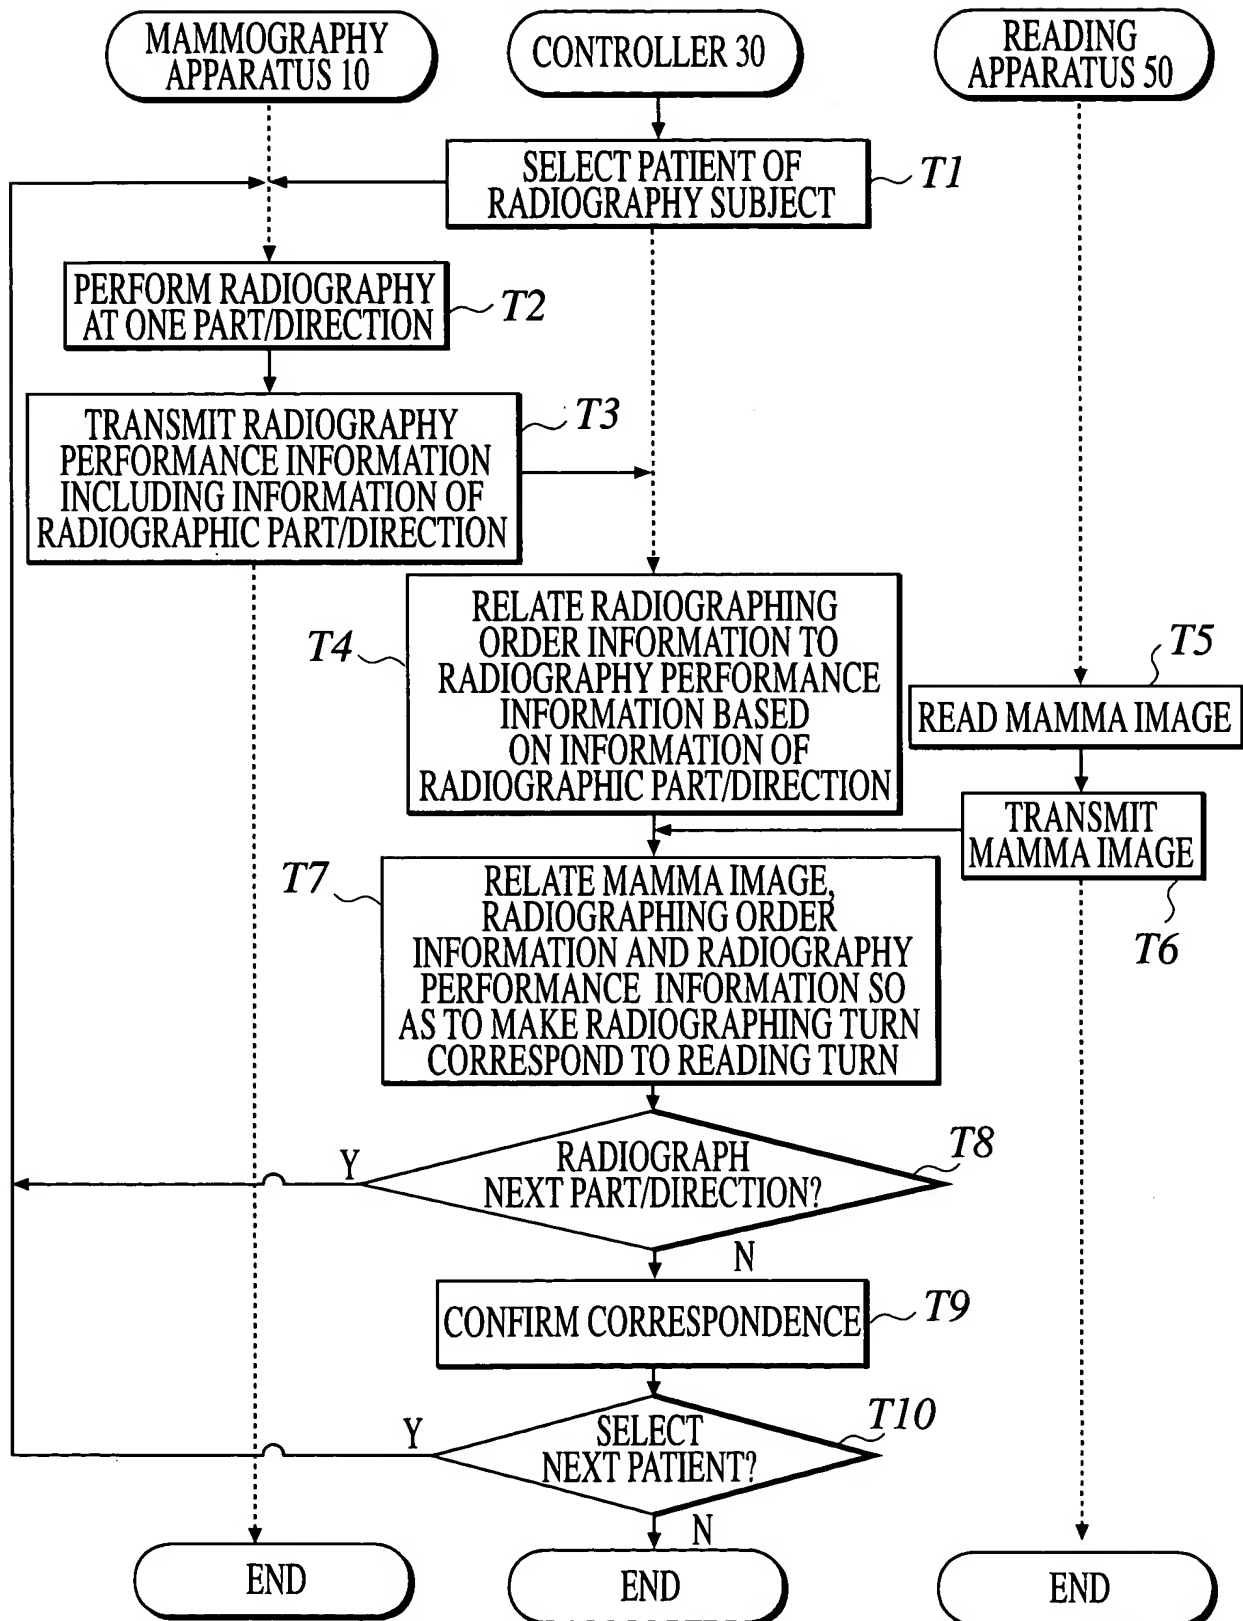 MAMMOGRAPHY
APPARATUS 10
CONTROLLER 30
READING
APPARATUS 50
SELECT PATIENT OF
RADIOGRAPHY SUBJECT
T1
PERFORM RADIOGRAPHY
AT ONE PART/DIRECTION
T2
TRANSMIT RADIOGRAPHY
PERFORMANCE INFORMATION
INCLUDING INFORMATION OF
RADIOGRAPHIC PART/DIRECTION
T3
RELATE RADIOGRAPHING
ORDER INFORMATION TO
RADIOGRAPHY PERFORMANCE
INFORMATION BASED
ON INFORMATION OF
RADIOGRAPHIC PART/DIRECTION
T4
T5
READ MAMMA IMAGE
TRANSMIT
MAMMA IMAGE
T6
T7
RELATE MAMMA IMAGE,
RADIOGRAPHING ORDER
INFORMATION AND RADIOGRAPHY
PERFORMANCE INFORMATION SO
AS TO MAKE RADIOGRAPHING TURN
CORRESPOND TO READING TURN
RADIOGRAPH
NEXT PART/DIRECTION?
T8
Y
N
CONFIRM CORRESPONDENCE
T9
SELECT
NEXT PATIENT?
T10
Y
N
END
END
END